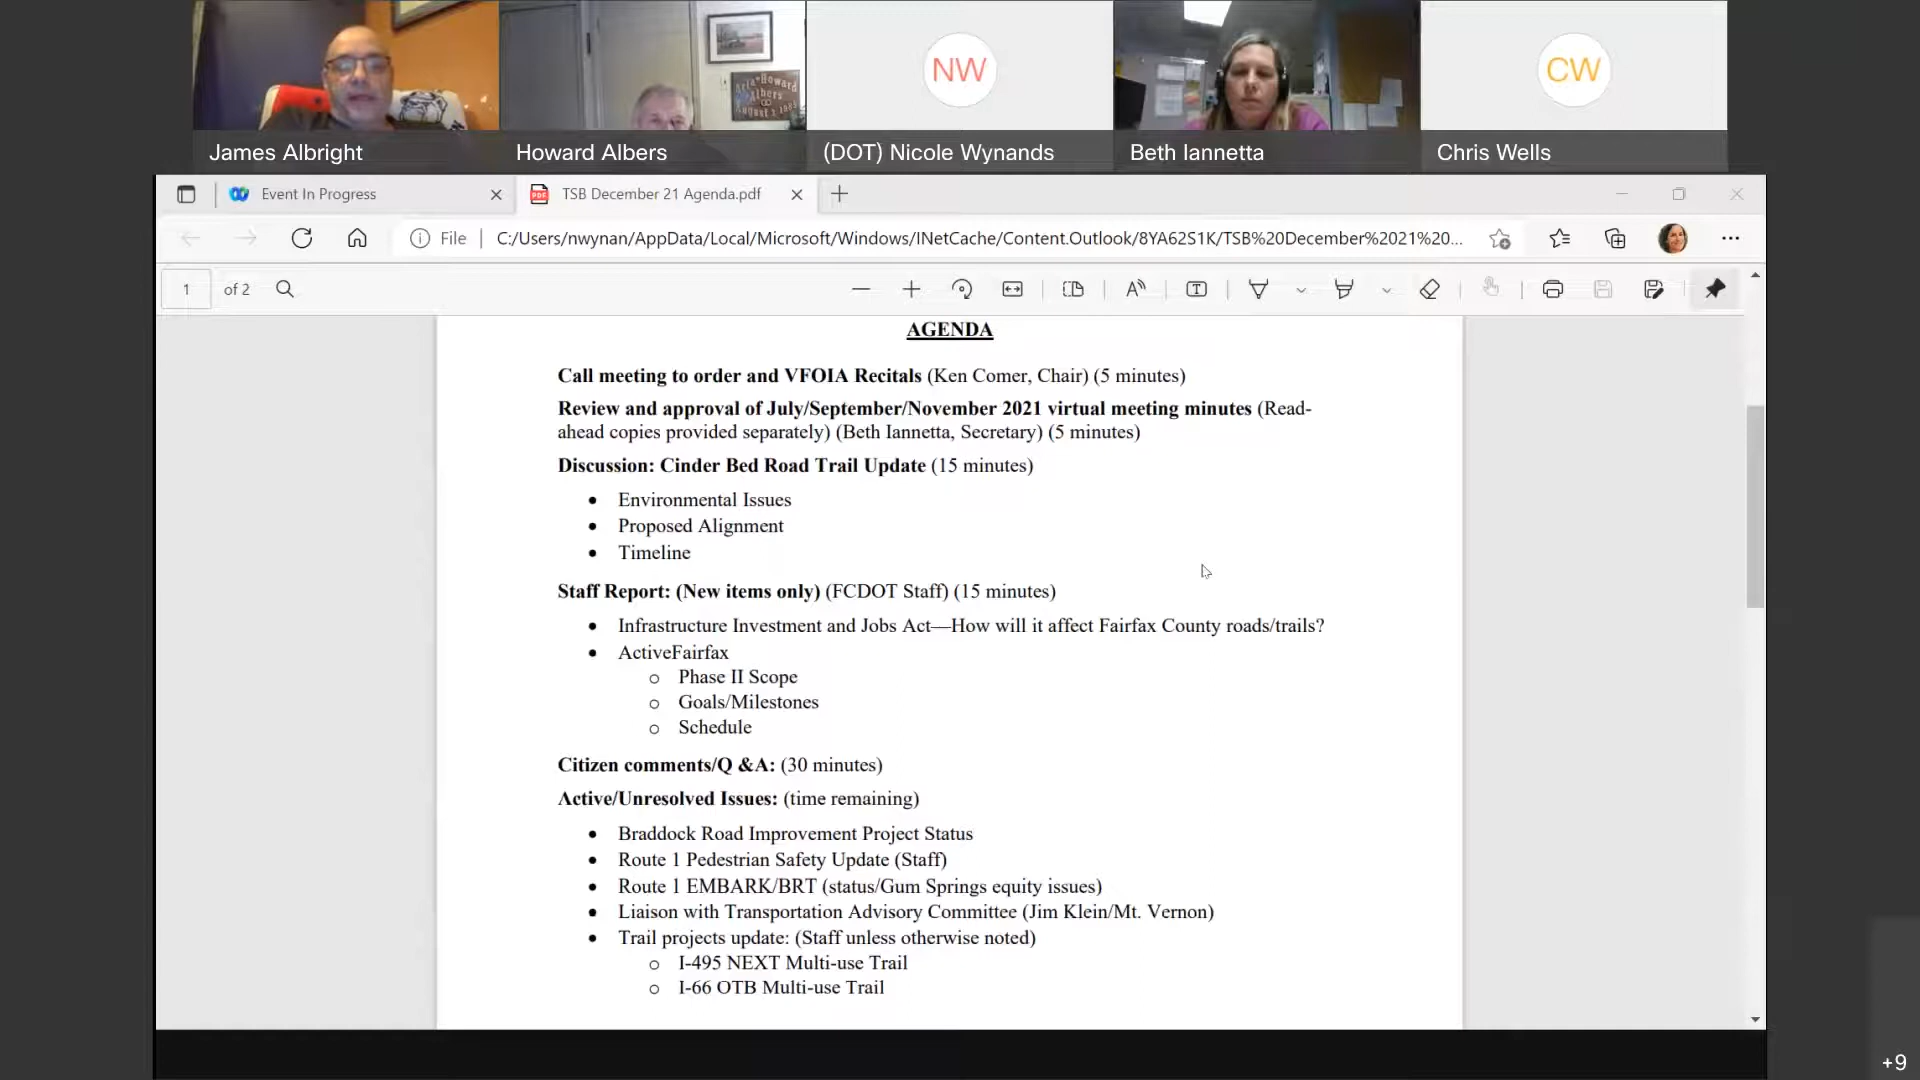 NW
CW
Arla Howard
Albers
James Albright
Howard Albers
(DOT) Nicole Wynands
Beth Iannetta
Chris Wells
Event In Progress
PDF
TSB December 21 Agenda.pdf
File
C:/Users/nwynan/AppData/Local/Microsoft/Windows/INetCache/Content.Outlook/8YA62S1K/TSB%20December%2021%20...
1 of 2
AGENDA
Call meeting to order and VFOIA Recitals (Ken Comer, Chair) (5 minutes)
Review and approval of July/September/November 2021 virtual meeting minutes (Read-
ahead copies provided separately) (Beth Iannetta, Secretary) (5 minutes)
Discussion: Cinder Bed Road Trail Update (15 minutes)
• Environmental Issues
• Proposed Alignment
• Timeline
Staff Report: (New items only) (FCDOT Staff) (15 minutes)
• Infrastructure Investment and Jobs Act—How will it affect Fairfax County roads/trails?
• ActiveFairfax
o Phase II Scope
o Goals/Milestones
o Schedule
Citizen comments/Q &A: (30 minutes)
Active/Unresolved Issues: (time remaining)
• Braddock Road Improvement Project Status
• Route 1 Pedestrian Safety Update (Staff)
• Route 1 EMBARK/BRT (status/Gum Springs equity issues)
• Liaison with Transportation Advisory Committee (Jim Klein/Mt. Vernon)
• Trail projects update: (Staff unless otherwise noted)
o I-495 NEXT Multi-use Trail
o I-66 OTB Multi-use Trail
+9